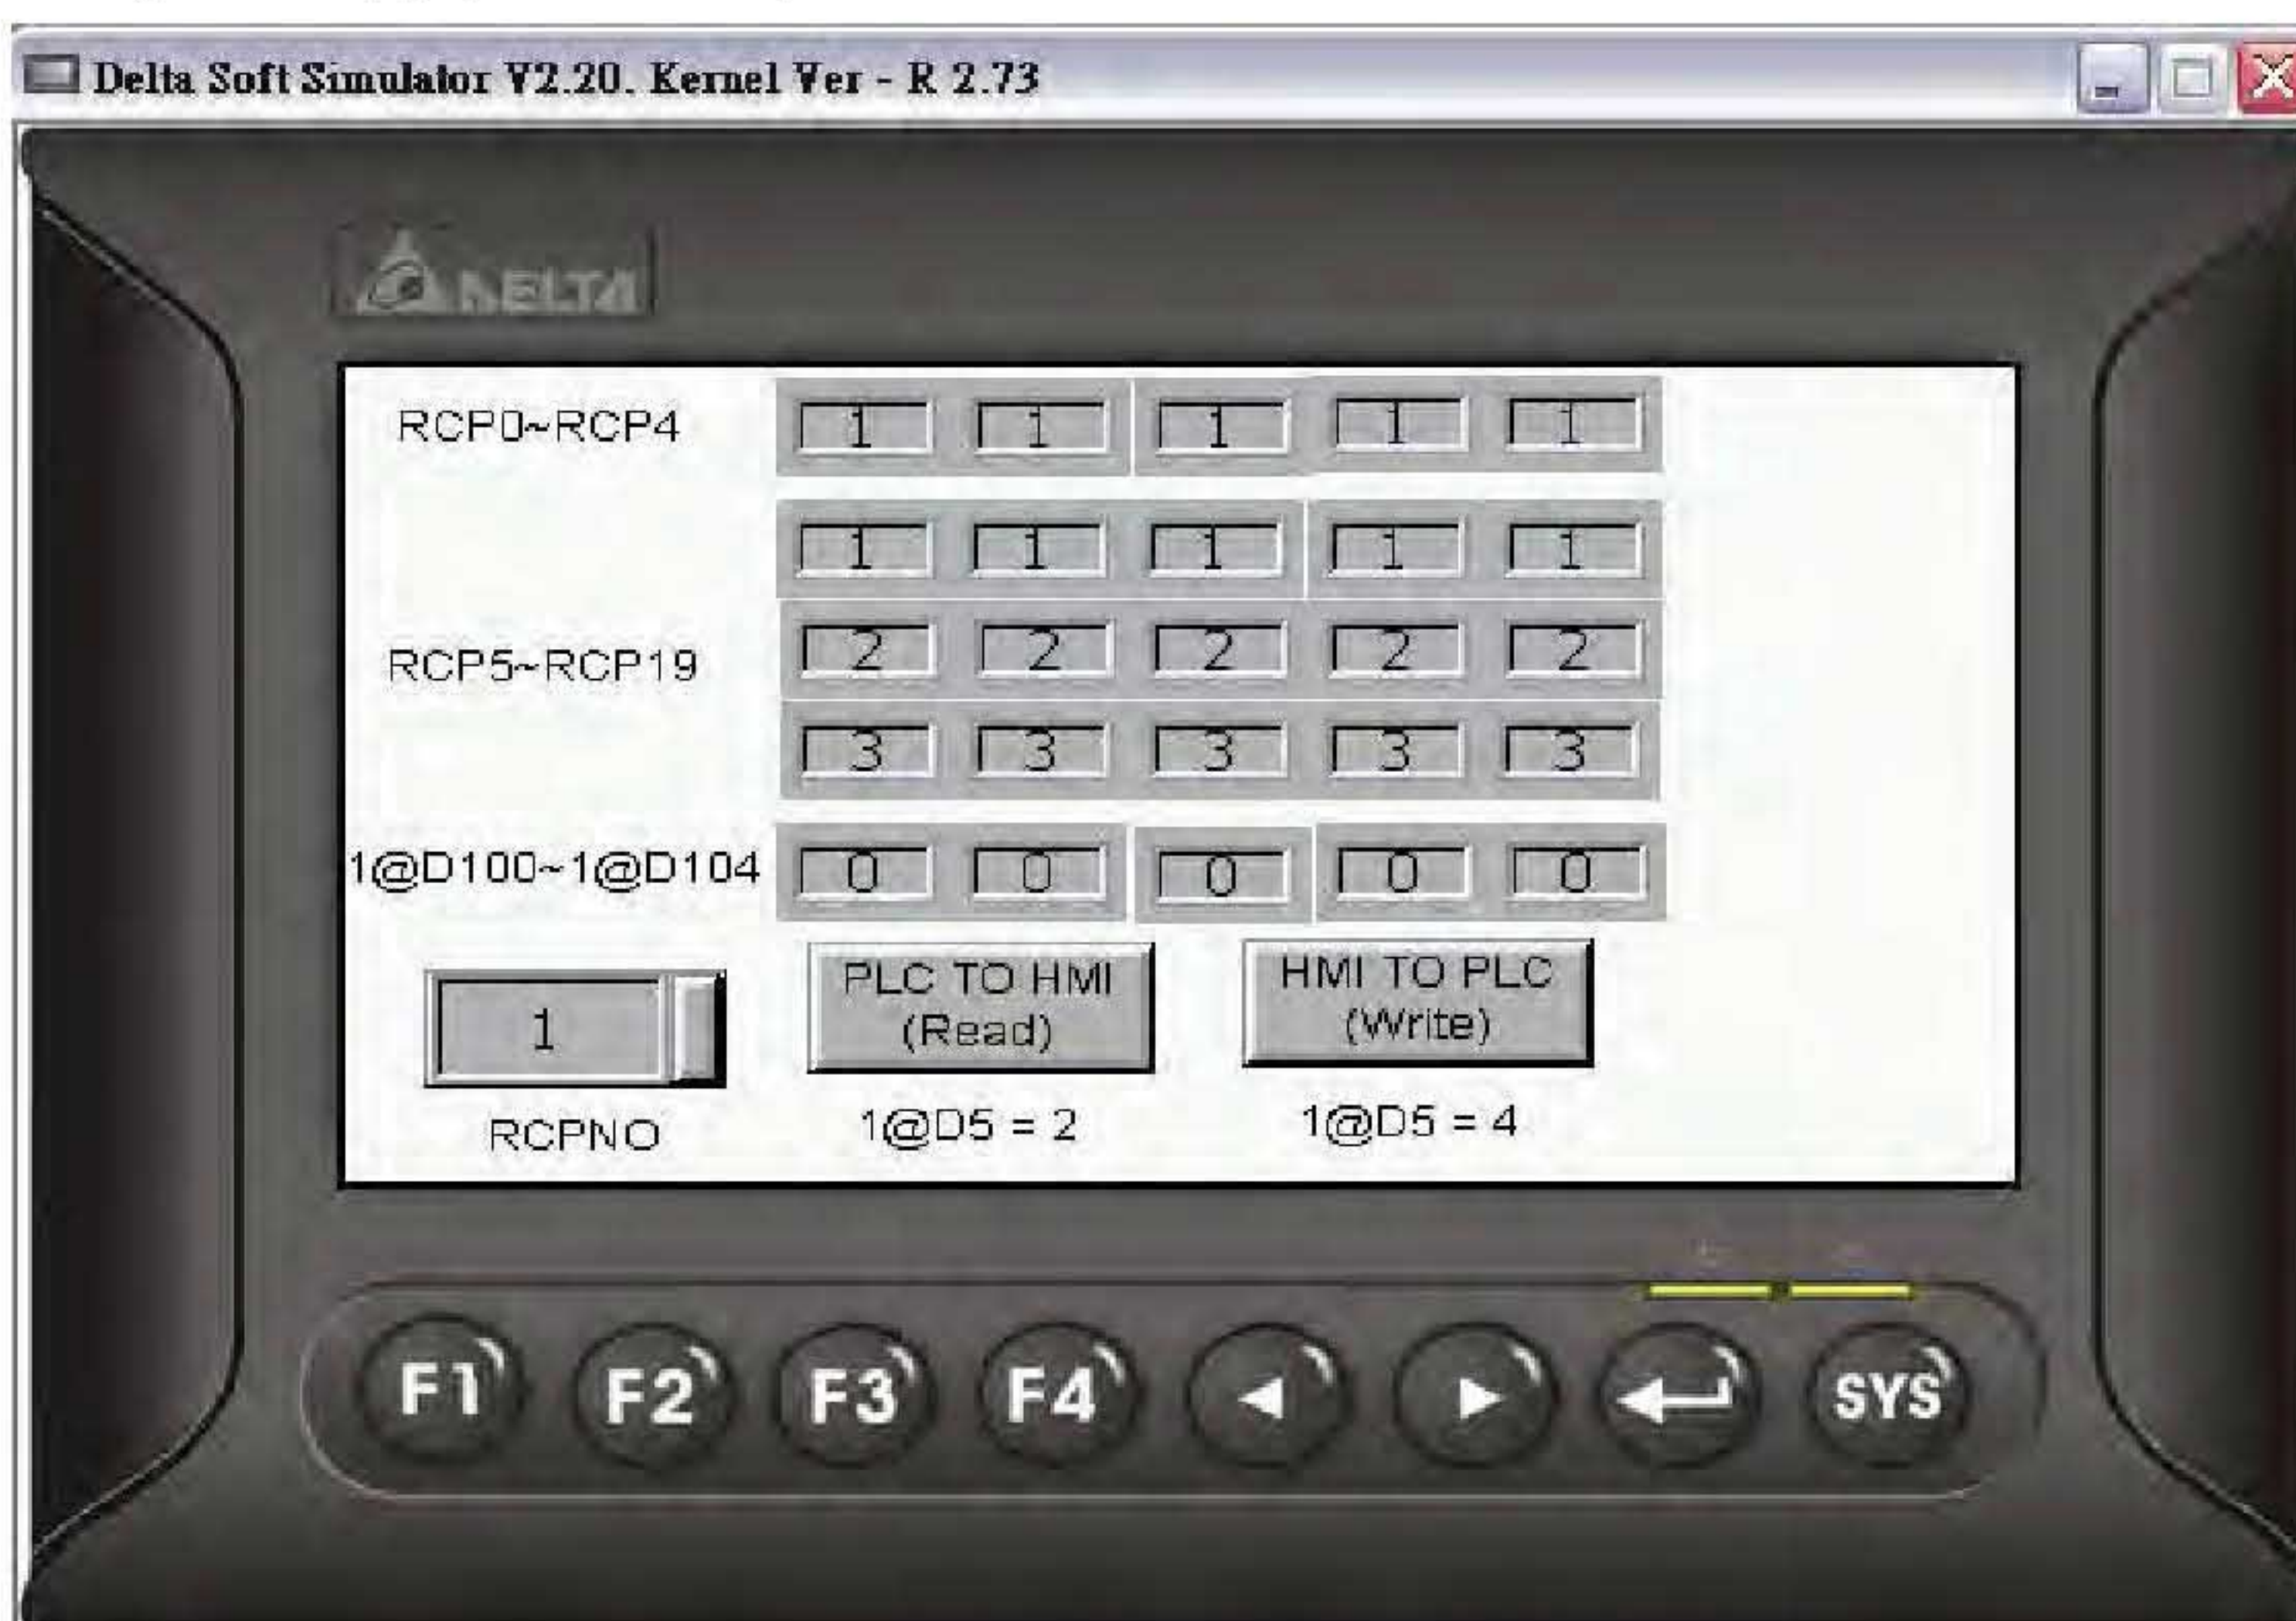 Delta Soft Simulator V2.20. Kernel Ver - R 2.73
DELTA
RCP0~RCP4 1 1 1 1 1
1 1 1 1 1
RCP5~RCP19 2 2 2 2 2
3 3 3 3 3
1@D100~1@D104 0 0 0 0 0
1
PLC TO HMI
(Read)
HMI TO PLC
(Write)
RCPNO
1@D5 = 2
1@D5 = 4
F1 F2 F3 F4 SYS